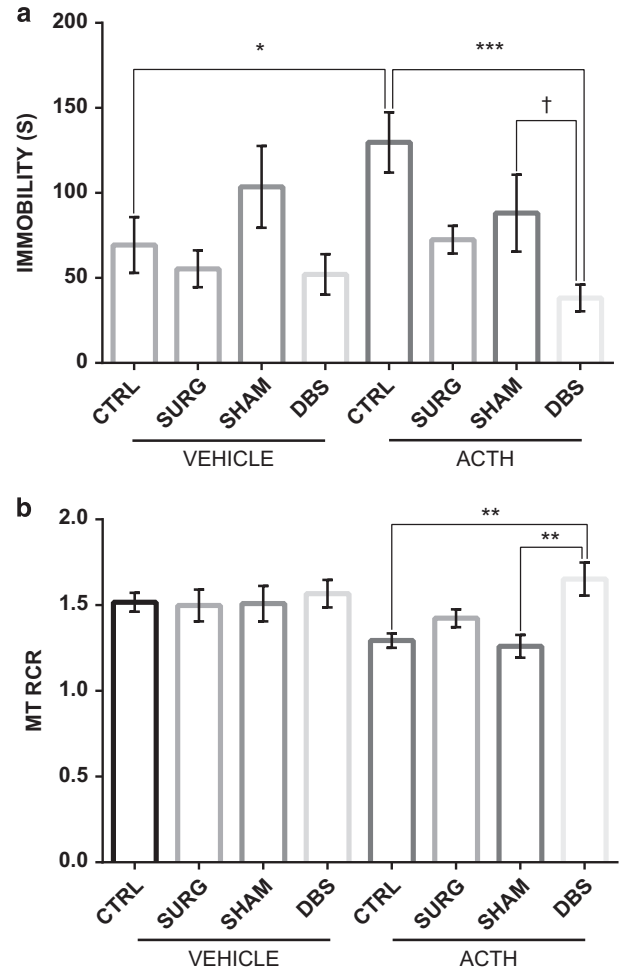 a
200
150
100
50
0
IMMOBILITY (S)
*
***
†
CTRL SURG SHAM DBS CTRL SURG SHAM DBS
VEHICLE ACTH
b
2.0
1.5
1.0
0.5
0.0
MT RCR
**
**
CTRL SURG SHAM DBS CTRL SURG SHAM DBS
VEHICLE ACTH